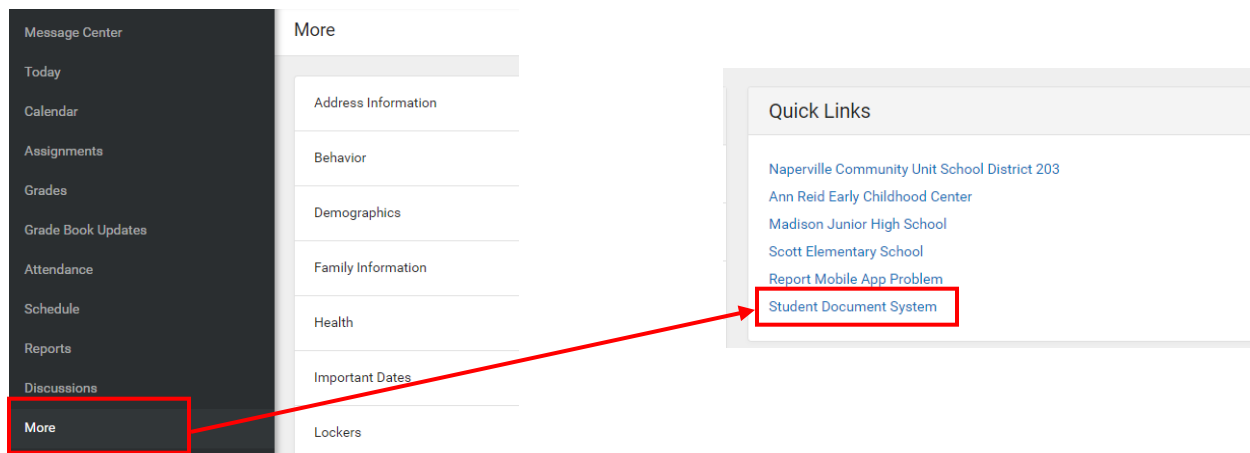 Message Center
Today
Calendar
Assignments
Grades
Grade Book Updates
Attendance
Schedule
Reports
Discussions
More
More
Address Information
Behavior
Demographics
Family Information
Health
Important Dates
Lockers
Quick Links
Naperville Community Unit School District 203
Ann Reid Early Childhood Center
Madison Junior High School
Scott Elementary School
Report Mobile App Problem
Student Document System